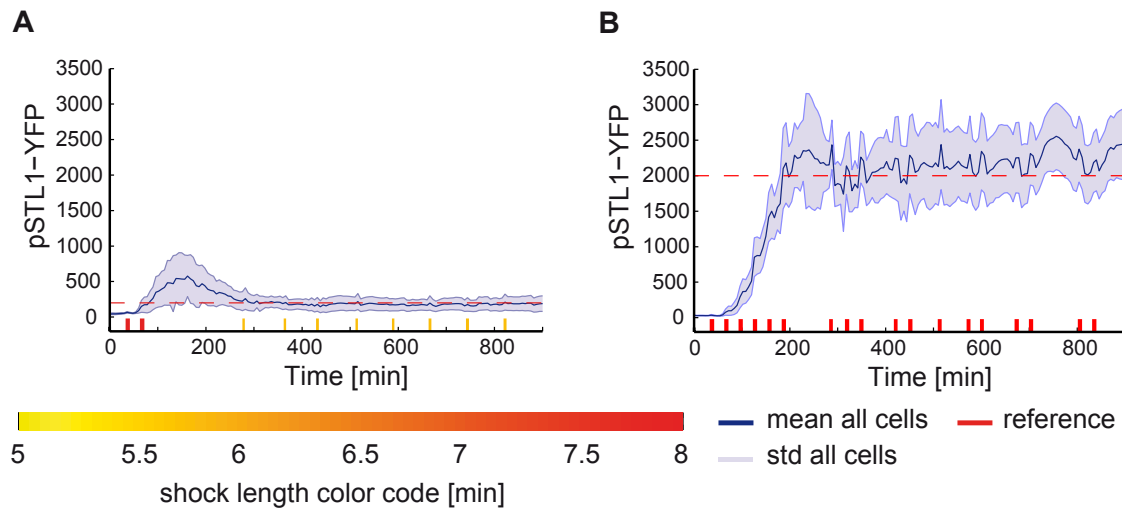 A
B
pSTL1−YFP
3500
3000
2500
2000
1500
1000
500
0
0 200 400 600 800
Time [min]
pSTL1−YFP
3500
3000
2500
2000
1500
1000
500
0
0 200 400 600 800
Time [min]
5 5.5 6 6.5 7 7.5 8
shock length color code [min]
mean all cells
reference
std all cells